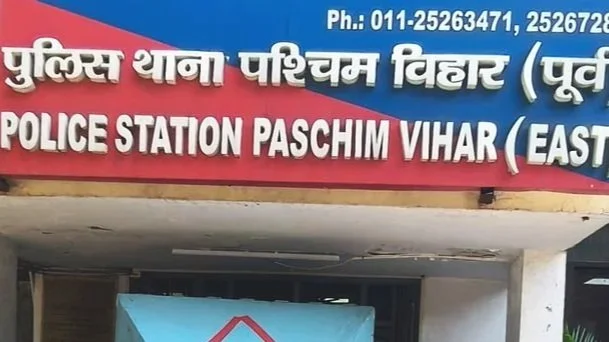 Ph.: 011-25263471, 2526728
पुलिस थाना पश्चिम विहार (पूर्वी
POLICE STATION PASCHIM VIHAR (EAST)